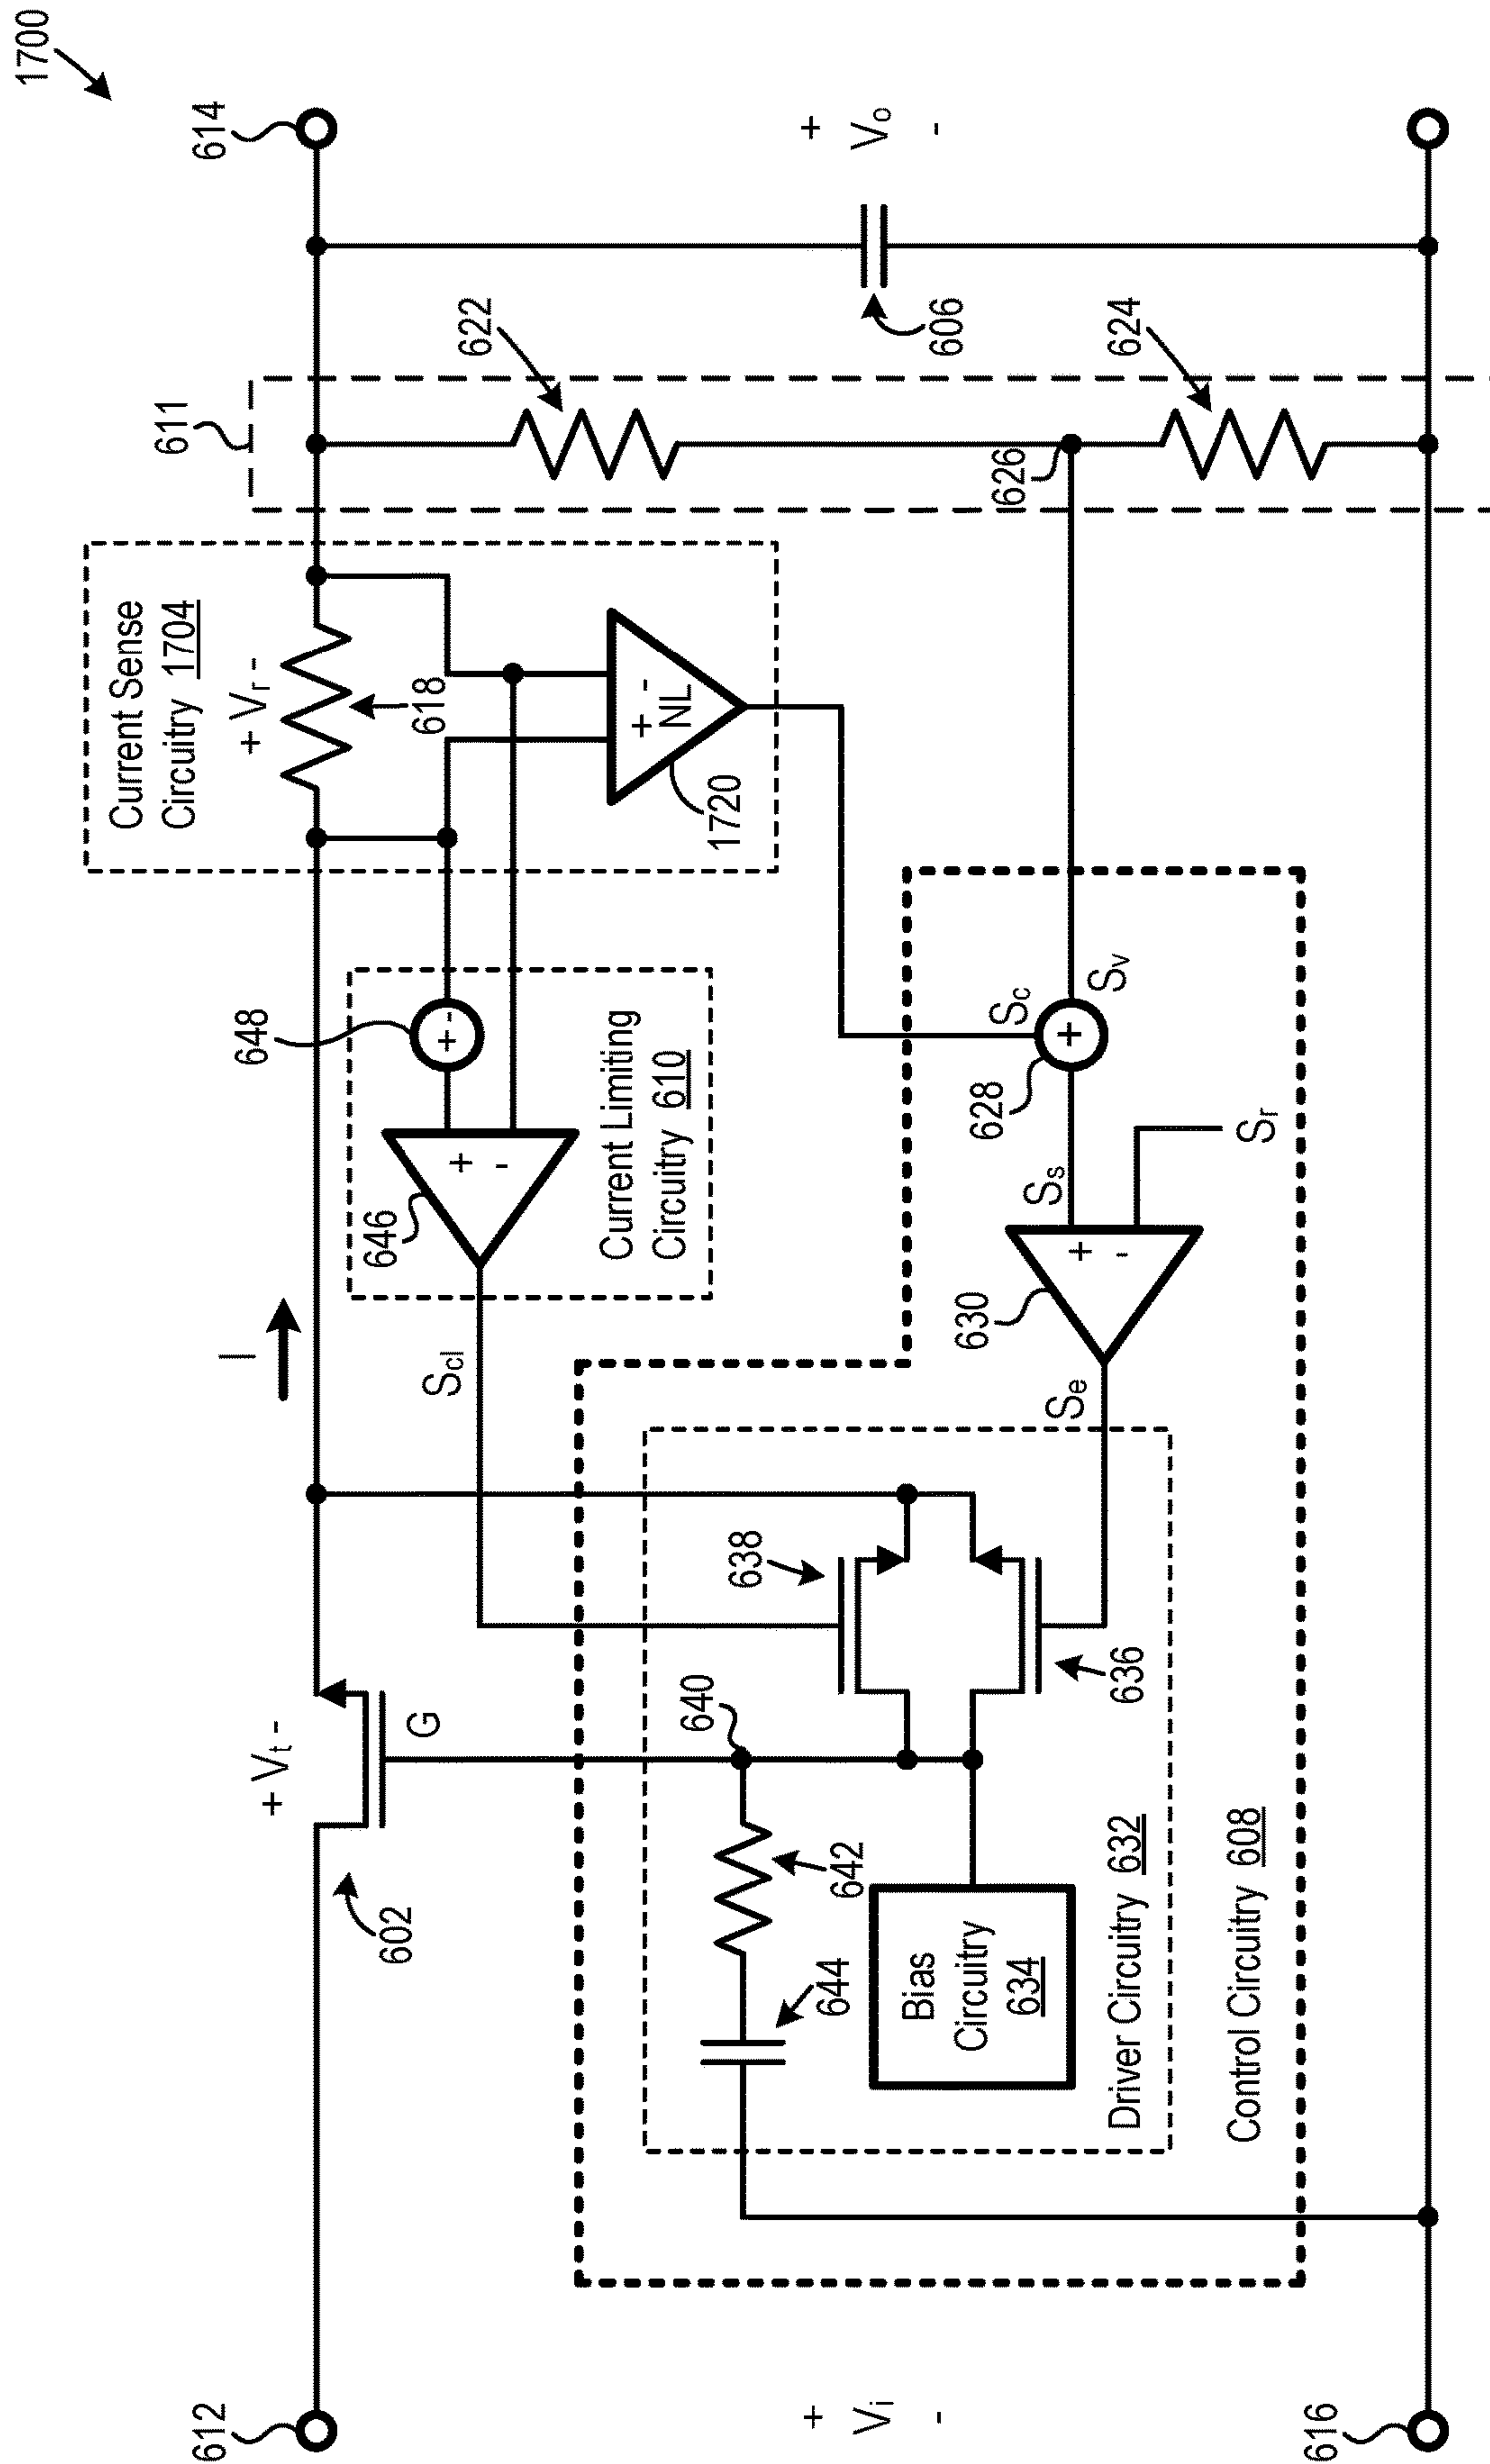 1700
612
602
+ Vt -
G
I
Current Sense
Circuitry 1704
+ Vr -
618
611
614
648
+ -
646
+
-
Current Limiting
Circuitry 610
Scl
+ -
NL
1720
622
626
624
606
+
Vo
-
+
Vi
-
640
638
636
642
644
Bias
Circuitry
634
Driver Circuitry 632
Control Circuitry 608
Se
630
+
-
Ss
Sr
628
+
Sc
Sv
616